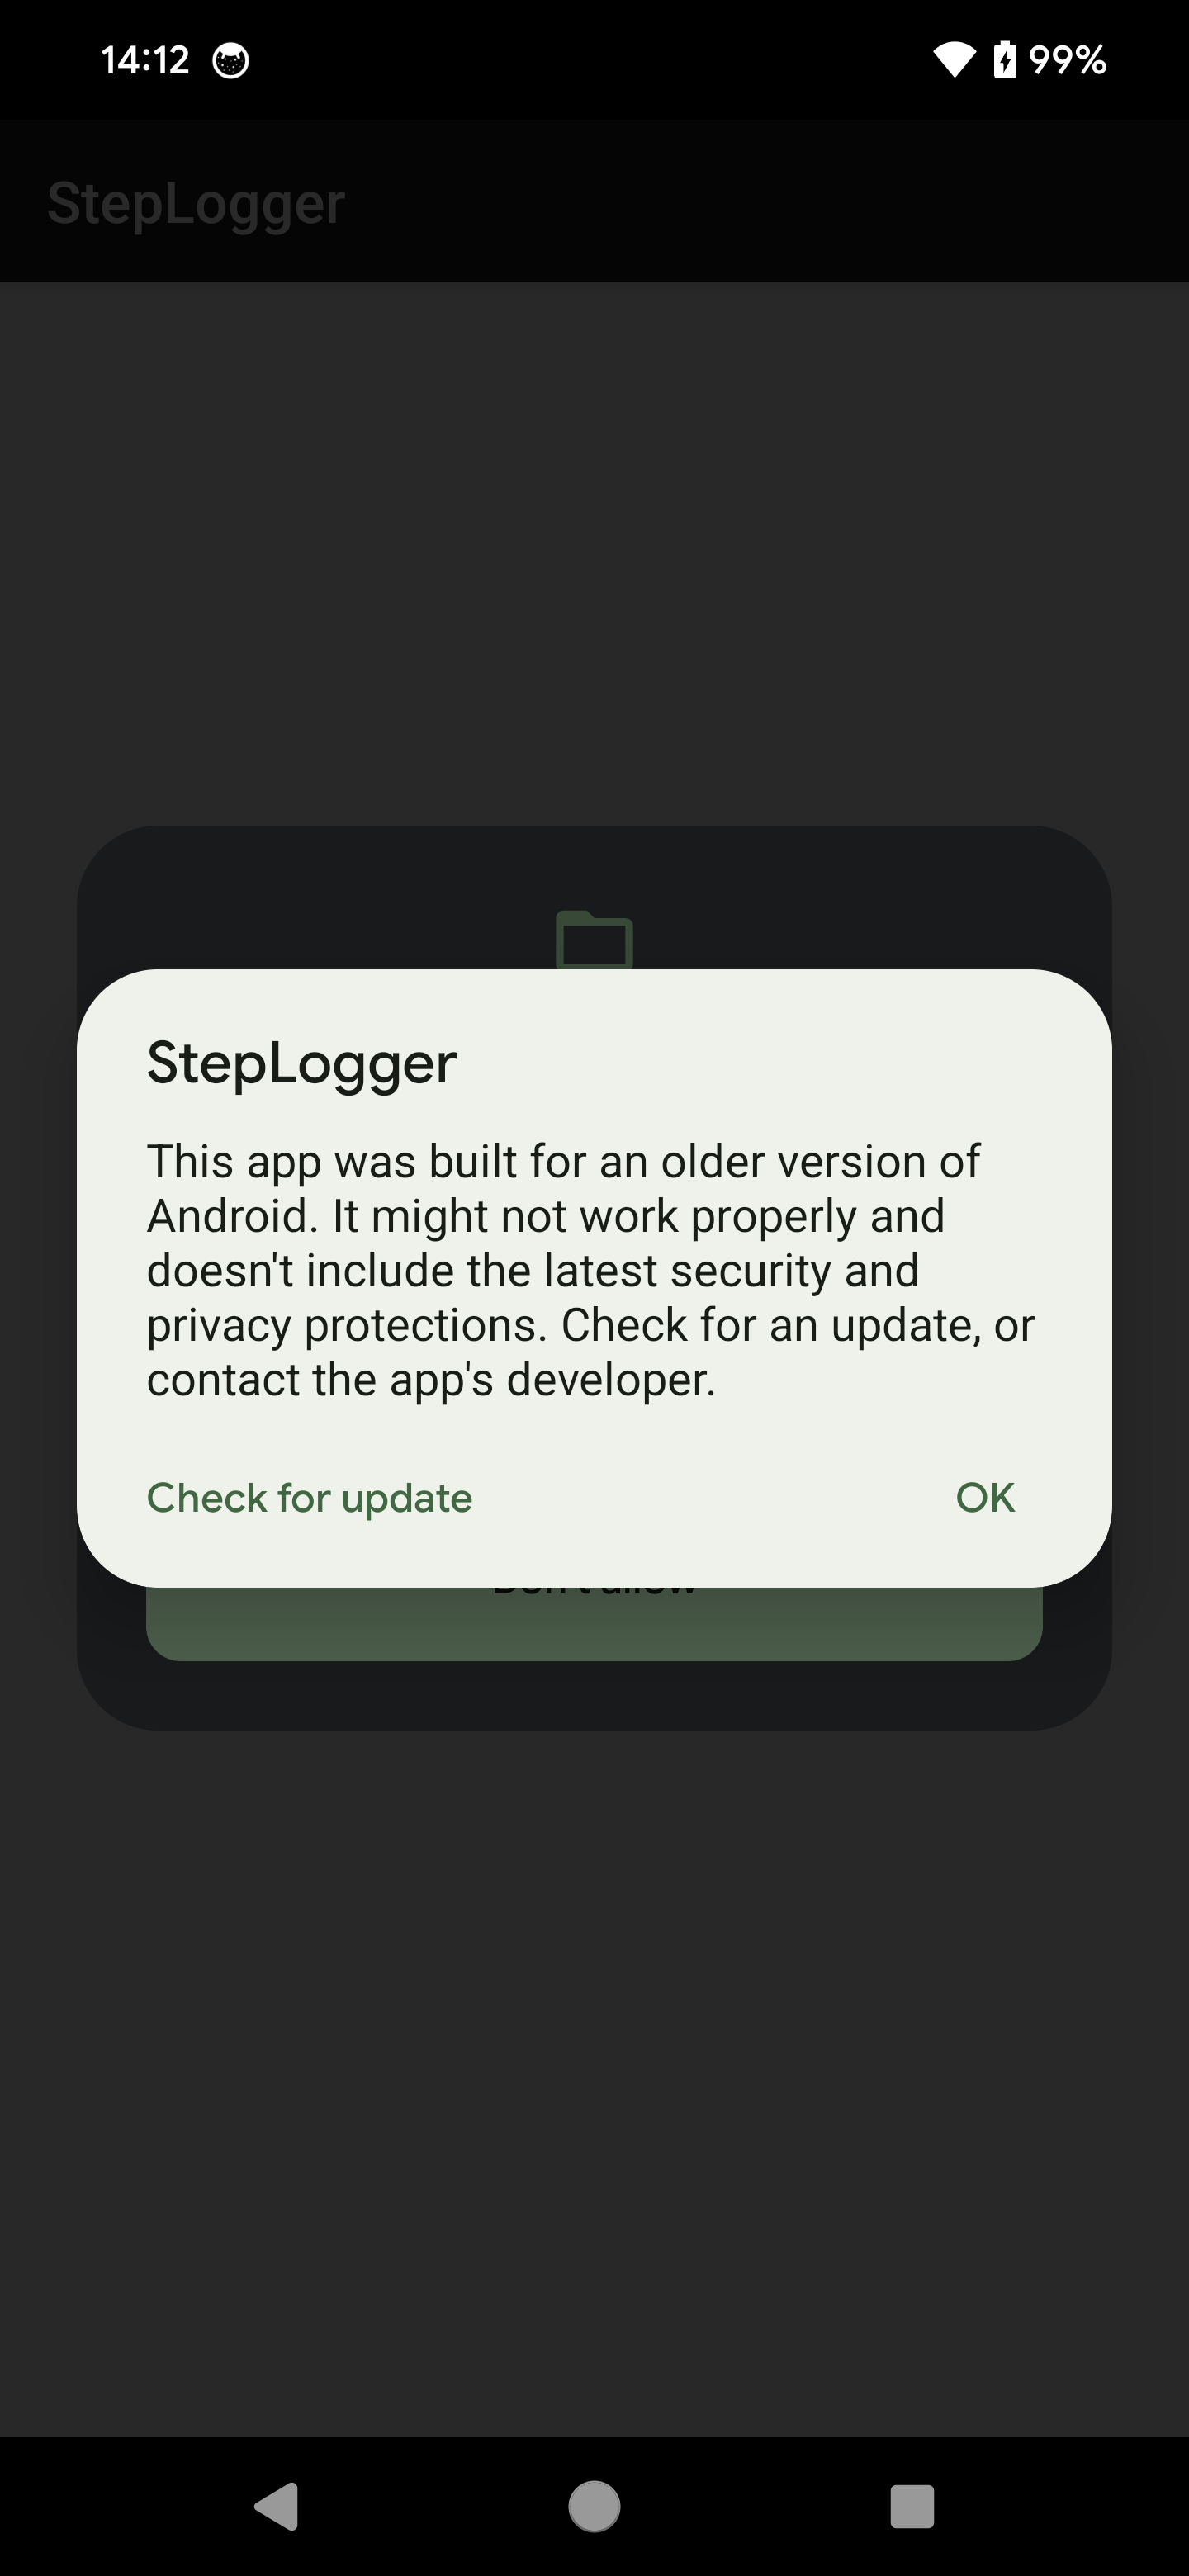 14:12
99%
StepLogger
StepLogger
This app was built for an older version of
Android. It might not work properly and
doesn't include the latest security and
privacy protections. Check for an update, or
contact the app's developer.
Check for update
OK
Don't allow